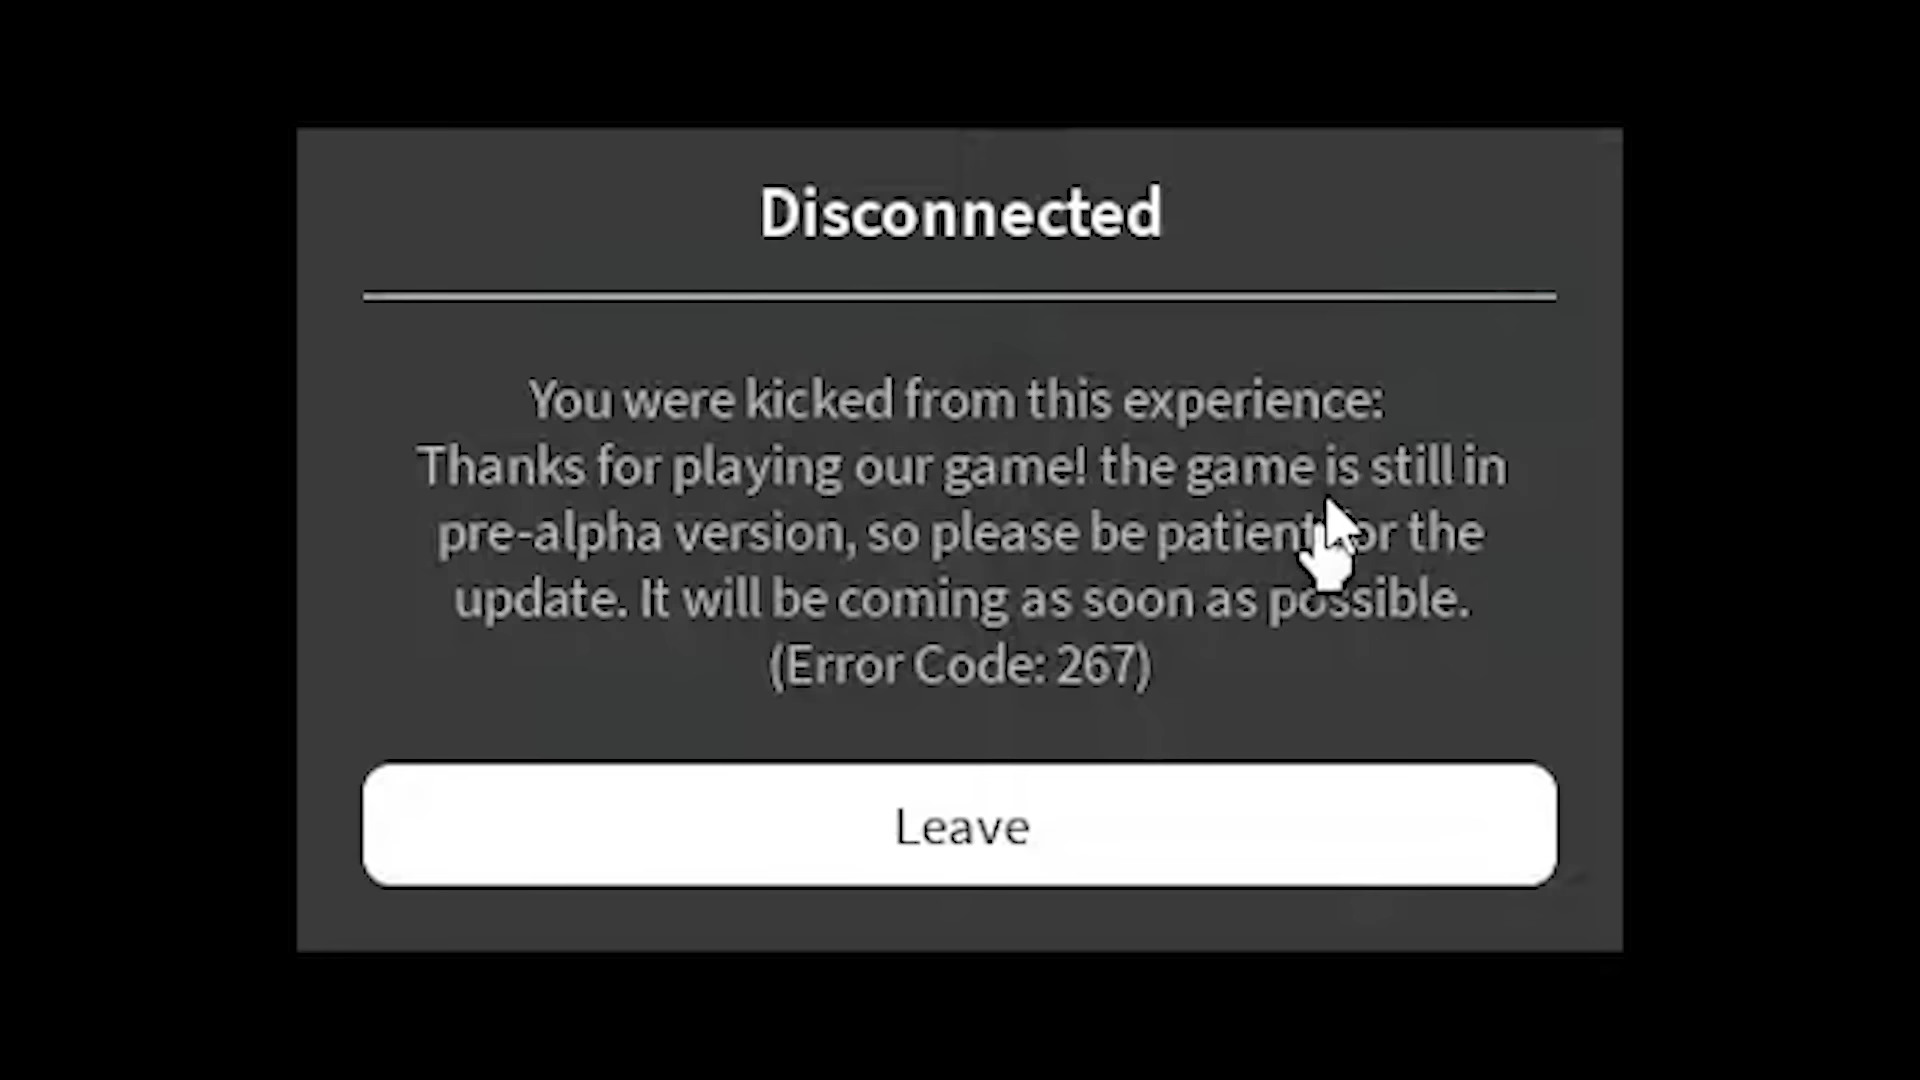 Disconnected
You were kicked from this experience:
Thanks for playing our game! the game is still in
pre-alpha version, so please be patient for the
update. It will be coming as soon as possible.
(Error Code: 267)
Leave